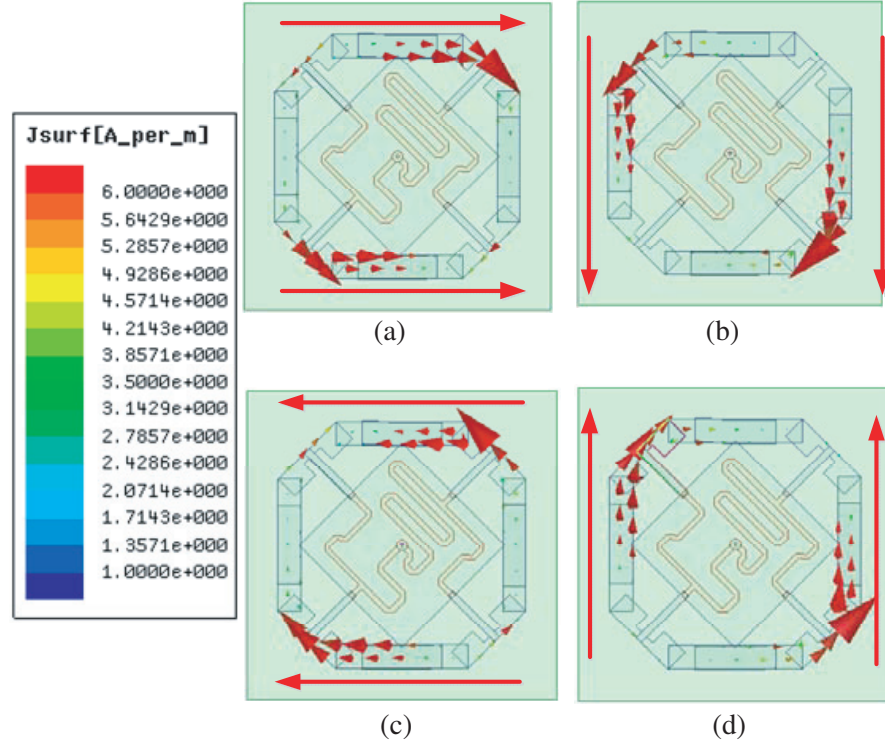 Jsurf[A_per_m]
6.0000e+000
5.6429e+000
5.2857e+000
4.9286e+000
4.5714e+000
4.2143e+000
3.8571e+000
3.5000e+000
3.1429e+000
2.7857e+000
2.4286e+000
2.0714e+000
1.7143e+000
1.3571e+000
1.0000e+000
(a)
(b)
(c)
(d)